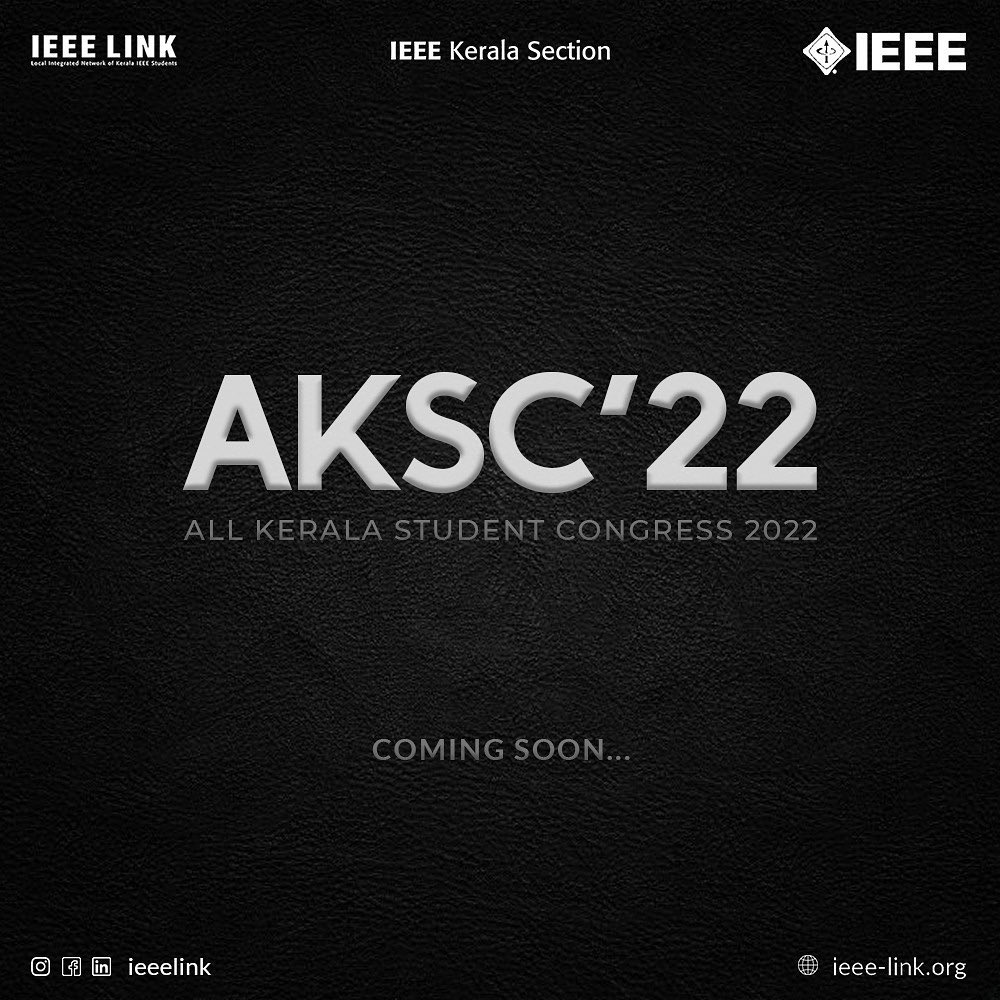 IEEE LINK
Local Integrated Network of Kerala IEEE Students
IEEE Kerala Section
IEEE
AKSC'22
ALL KERALA STUDENT CONGRESS 2022
COMING SOON...
ieeelink
ieee-link.org